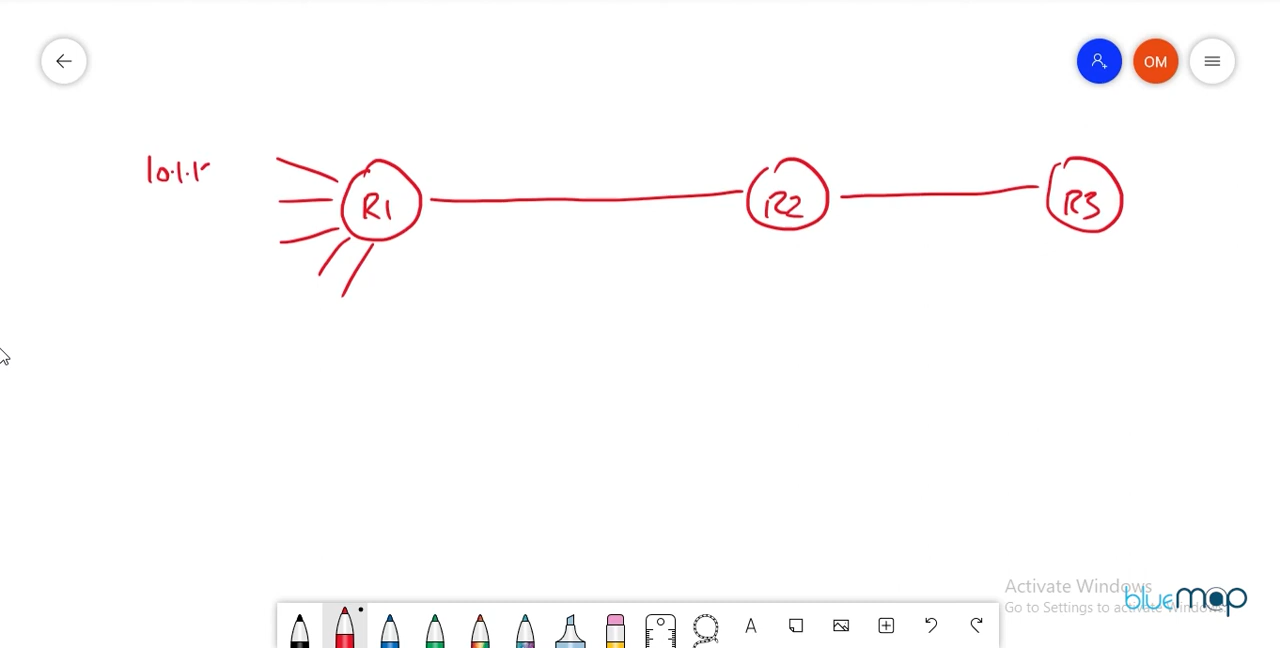 OM
10.1.1
R1
R2
R3
Activate Windows
Go to Settings to activate Windows.
bluemap
A